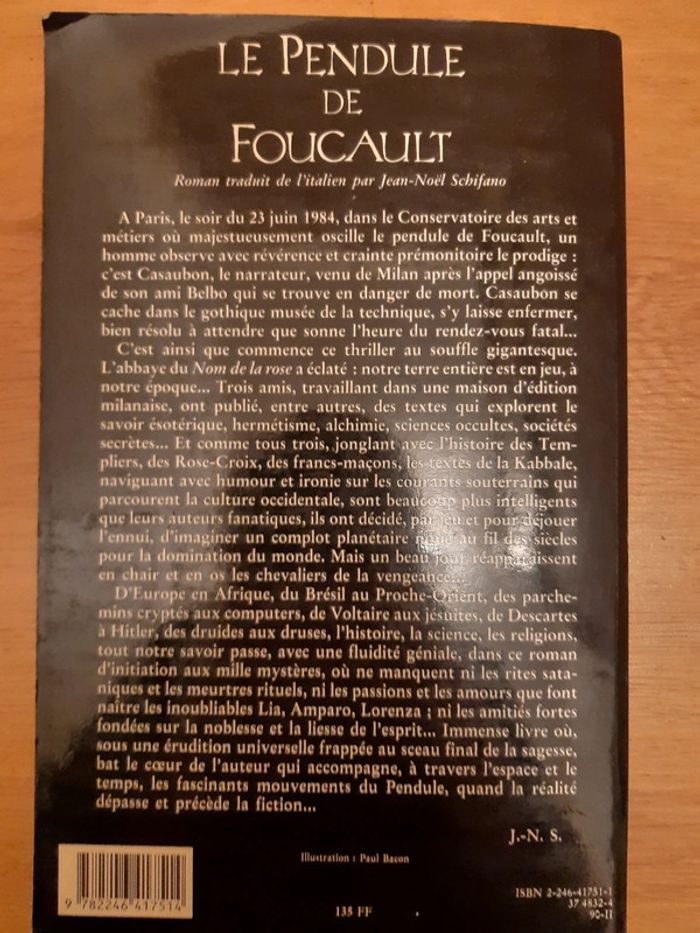 LE PENDULE
DE
FOUCAULT
Roman traduit de l'italien par Jean-Noël Schifano
A Paris, le soir du 23 juin 1984, dans le Conservatoire des arts et
métiers où majestueusement oscille le pendule de Foucault, un
homme observe avec révérence et crainte prémonitoire le prodige :
c'est Casaubon, le narrateur, venu de Milan après l'appel angoissé
de son ami Belbo qui se trouve en danger de mort. Casaubon se
cache dans le gothique musée de la technique, s'y laisse enfermer,
bien résolu à attendre que sonne l'heure du rendez-vous fatal...
C'est ainsi que commence ce thriller au souffle gigantesque.
L'abbaye du Nom de la rose a éclaté : notre terre entière est en jeu, à
notre époque... Trois amis, travaillant dans une maison d'édition
milanaise, ont publié, entre autres, des textes qui explorent le
savoir ésotérique, hermétisme, alchimie, sciences occultes, sociétés
secrètes... Et comme tous trois, jonglant avec l'histoire des Tem-
pliers, des Rose-Croix, des francs-maçons, les textes de la Kabbale,
naviguant avec humour et ironie sur les courants souterrains qui
parcourent la culture occidentale, sont beaucoup plus intelligents
que leurs auteurs fanatiques, ils ont décidé, par jeu et pour déjouer
l'ennui, d'imaginer un complot planétaire au fil des siècles
pour la domination du monde. Mais un beau jour réapparaissent
en chair et en os les chevaliers de la vengeance...
D'Europe en Afrique, du Brésil au Proche-Orient, des parche-
mins cryptés aux computers, de Voltaire aux jésuites, de Descartes
à Hitler, des druides aux druses, l'histoire, la science, les religions,
tout notre savoir passe, avec une fluidité géniale, dans ce roman
d'initiation aux mille mystères, où ne manquent ni les rites sata-
niques et les meurtres rituels, ni les passions et les amours que font
naître les inoubliables Lia, Amparo, Lorenza ; ni les amitiés fortes
fondées sur la noblesse et la liesse de l'esprit... Immense livre où,
sous une érudition universelle frappée au sceau final de la sagesse,
bat le cœur de l'auteur qui accompagne, à travers l'espace et le
temps, les fascinants mouvements du Pendule, quand la réalité
dépasse et précède la fiction...
J.-N. S.
Illustration : Paul Bacon
ISBN 2-246-41751-1
37 4832-4
90-II
9 782246 417514
135 FF